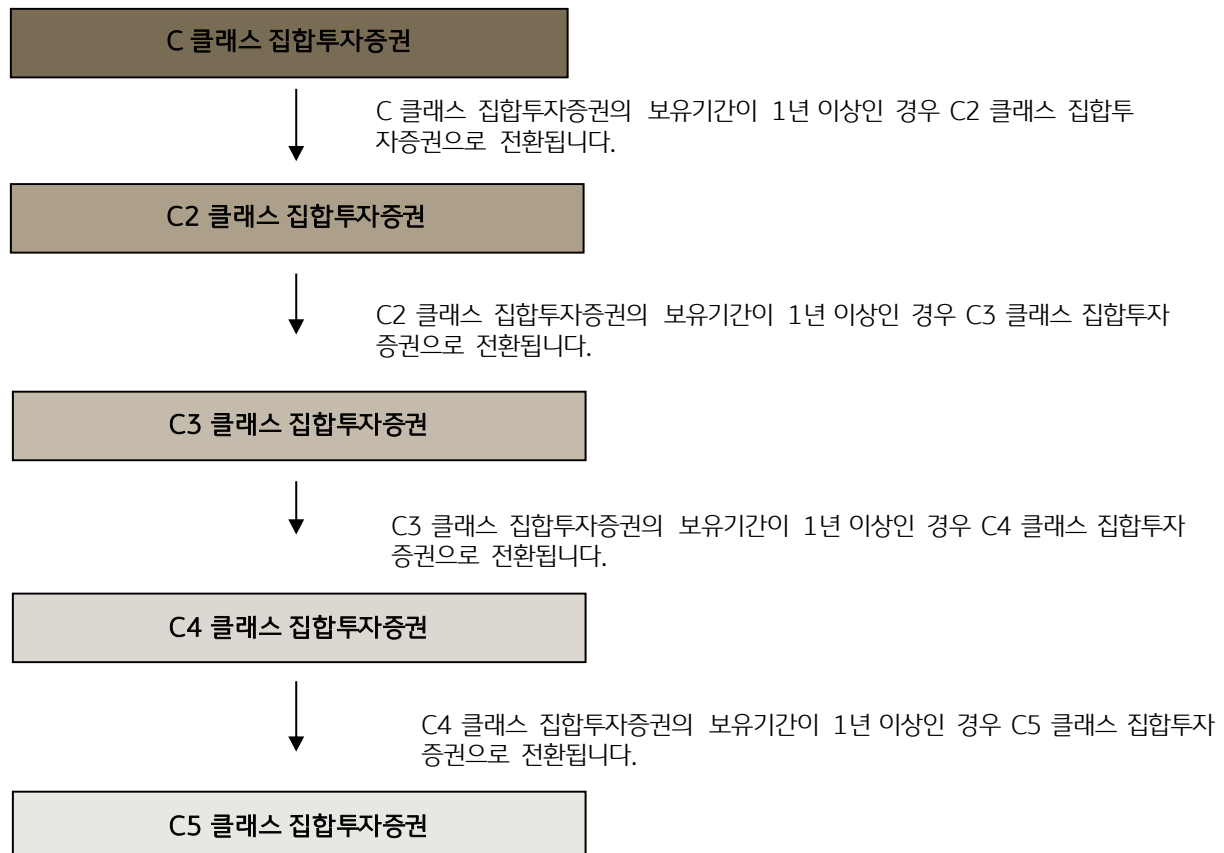 C 클래스 집합투자증권
C 클래스 집합투자증권의 보유기간이 1년 이상인 경우 C2 클래스 집합투
자증권으로 전환됩니다.
C2 클래스 집합투자증권
C2 클래스 집합투자증권의 보유기간이 1년 이상인 경우 C3 클래스 집합투자
증권으로 전환됩니다.
C3 클래스 집합투자증권
C3 클래스 집합투자증권의 보유기간이 1년 이상인 경우 C4 클래스 집합투자
증권으로 전환됩니다.
C4 클래스 집합투자증권
C4 클래스 집합투자증권의 보유기간이 1년 이상인 경우 C5 클래스 집합투자
증권으로 전환됩니다.
C5 클래스 집합투자증권